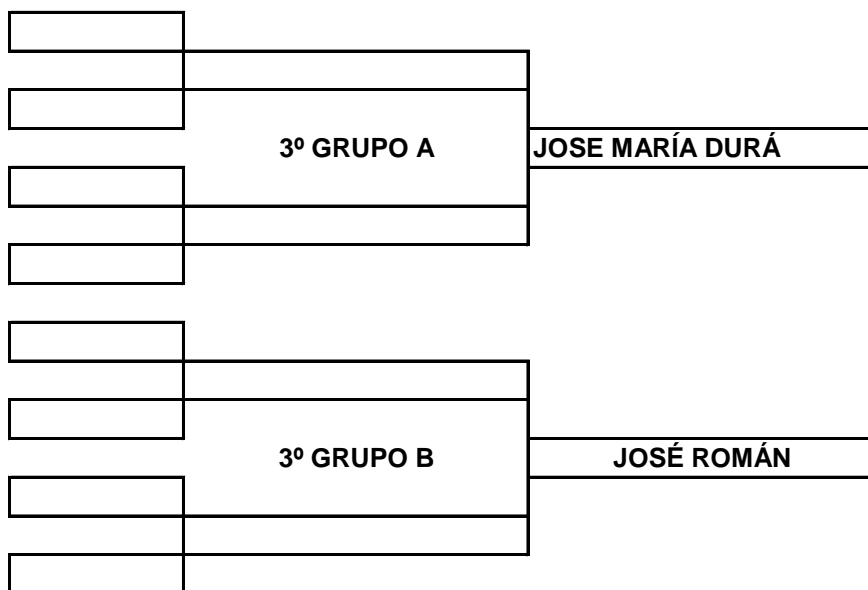 3º GRUPO A
JOSE MARÍA DURÁ
3º GRUPO B
JOSÉ ROMÁN